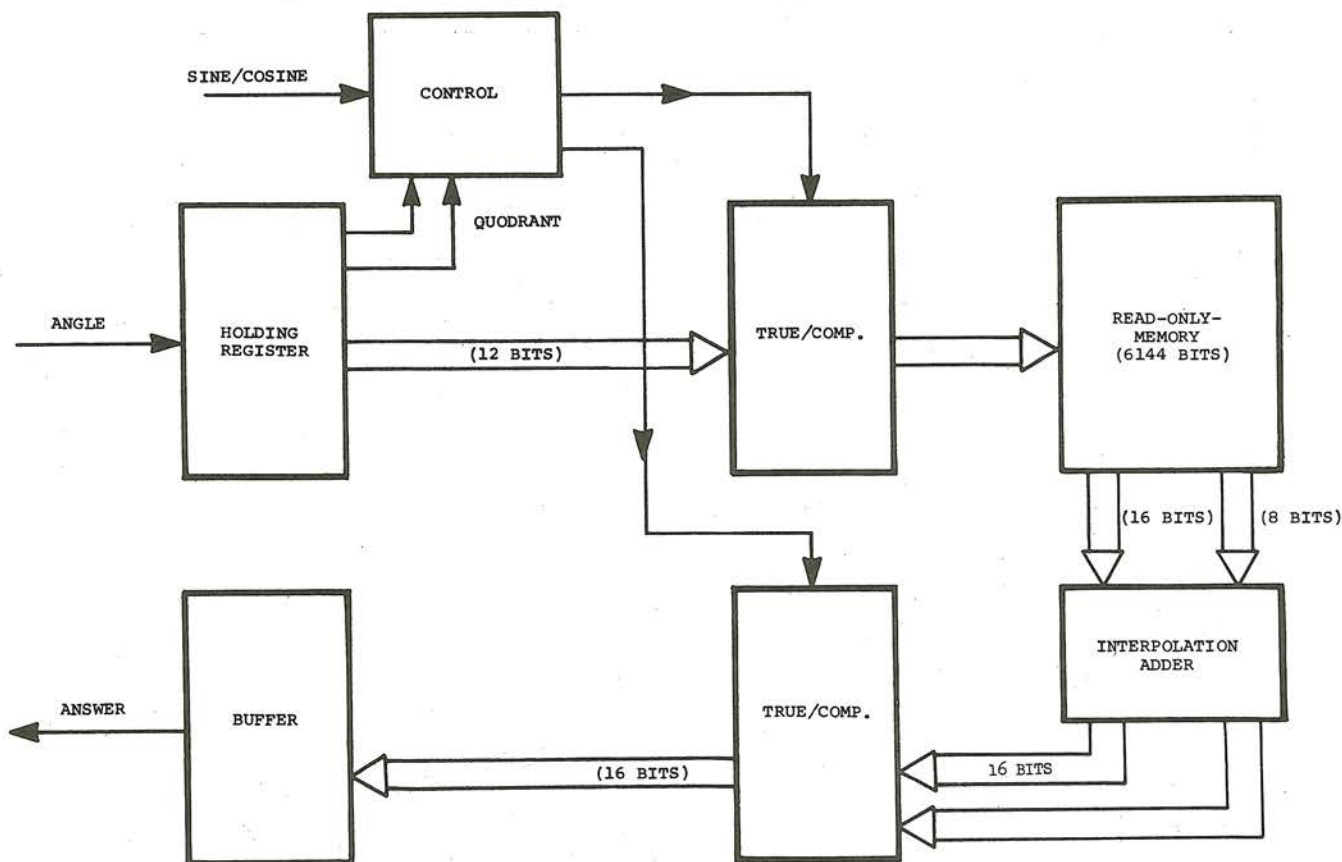 SINE/COSINE
CONTROL
QUODRANT
ANGLE
HOLDING
REGISTER
(12 BITS)
TRUE/COMP.
READ-ONLY-
MEMORY
(6144 BITS)
(16 BITS)
(8 BITS)
INTERPOLATION
ADDER
ANSWER
BUFFER
(16 BITS)
TRUE/COMP.
16 BITS